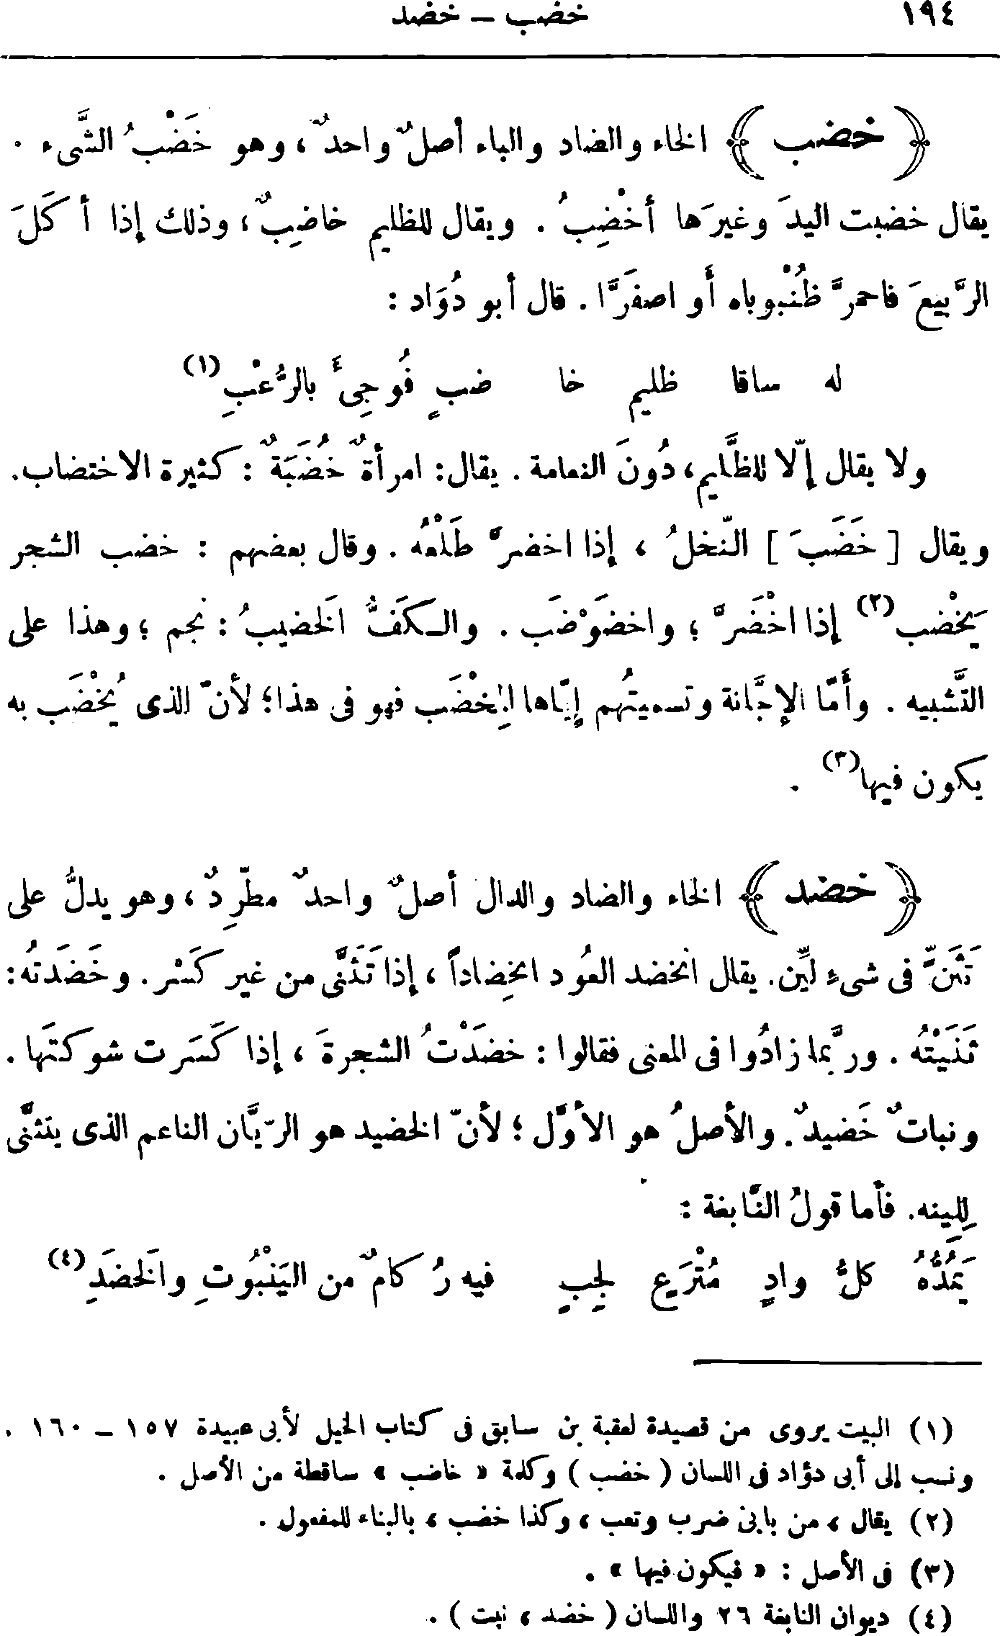 ١٩٤
خضب – خضد
﴿ خضب ﴾ الخاء والضاد والباء أصلٌ واحدٌ، وهو خَضْبُ الشَّىء .
يقال خضبت اليدَ وغيرَها أخْضِبُ . ويقال للظليم خاضِبٌ، وذلك إذا أكَلَ
الرَّبيعَ فاحمرَّ ظُنْبوباه أَو اصفَرَّا . قال أبو دُوَاد :
له ساقا ظليم خا ضبٍ فُوجِئَ بالرُّعْبِ(١)
ولا يقال إلّا للظَّليم، دُونَ النعامة . يقال: امرأةٌ خُضَبَةٌ : كثيرة الاختضاب.
ويقال [ خَضَبَ ] النّخلُ ، إذا اخضرَّ طَلْعُه . وقال بعضهم : خضب الشجر
يَخْضب(٢) إذا اخْضَرَّ ؛ واخضَوْضَب . والكَفُّ الخَضيبُ : نجم ؛ وهذا على
التَّشبيه . وأَمّا الإجَّانة وتسميتُهم إيّاها المِخْضَب فهو فى هذا؛ لأنّ الذى يُخْضَب به
يكون فيها(٣) .
﴿ خضد ﴾ الخاء والضاد والدال أصلٌ واحدٌ مطّرِدٌ ، وهو يدلُّ على
تَثَنٍّ فى شىءٍ ليِّن. يقال انخضد العُود انخِضاداً ، إذا تَثَنَّى من غير كَسْر. وخَضَدتُه:
ثَنَيْتُه . وربَّما زادُوا فى المعنى فقالوا : خضَدْتُ الشجرةَ ، إذا كَسَرت شوكتَها .
ونباتٌ خَضيدٌ. والأصلُ هو الأوَّل ؛ لأنّ الخضيد هو الرّيَّان الناعم الذى يتثنَّى
لِلِينه. فأما قولُ النَّابغة :
يَمُدُّهُ كلُّ وادٍ مُتْرَعٍ لجِبٍ فيه رُكامٌ من اليَنْبُوتِ والخَضَدِ(٤)
(١) البيت يروى من قصيدة لعقبة بن سابق فى كتاب الخيل لأبى عبيدة ١٥٧ – ١٦٠ .
ونسب إلى أبى دؤاد فى اللسان ( خضب ) وكلمة « خاضب » ساقطة من الأصل .
(٢) يقال ، من بابى ضرب وتعب ، وكذا خضب ، بالبناء للمفعول .
(٣) فى الأصل : « فيكون فيها » .
(٤) ديوان النابغة ٢٦ واللسان ( خضد ، نبت ) .